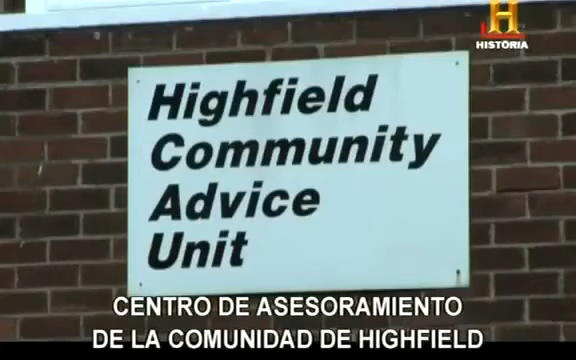 H
HISTORIA
Highfield
Community
Advice
Unit
CENTRO DE ASESORAMIENTO
DE LA COMUNIDAD DE HIGHFIELD